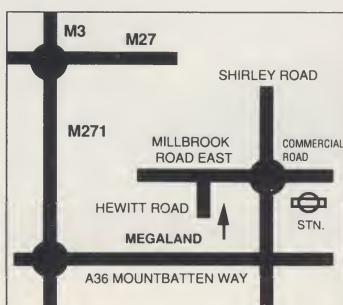 M3
M27
SHIRLEY ROAD
M271
MILLBROOK
ROAD EAST
COMMERCIAL
ROAD
HEWITT ROAD
STN.
MEGALAND
A36 MOUNTBATTEN WAY